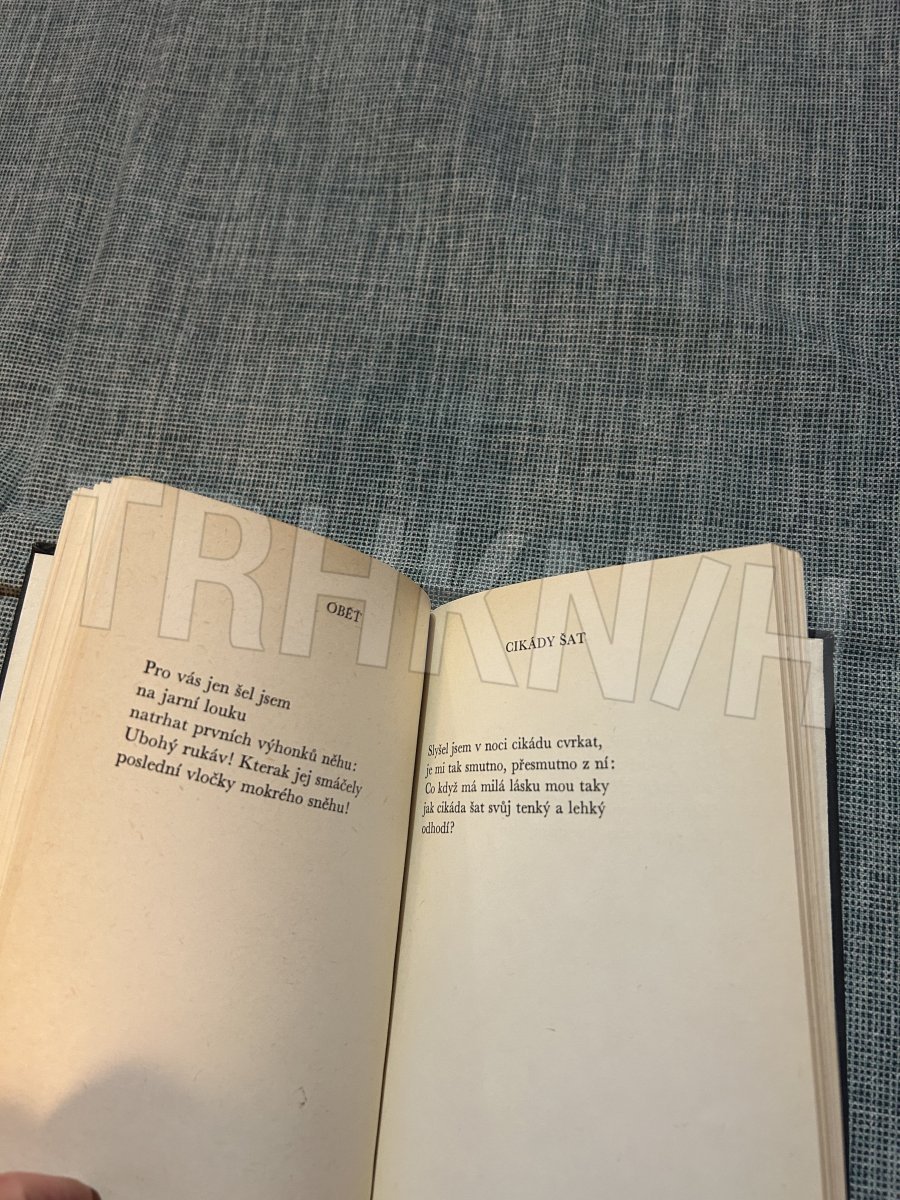 TRHKNIH
OBĚŤ
Pro vás jen šel jsem
na jarní louku
natrhat prvních výhonků něhu:
Ubohý rukáv! Kterak jej smáčely
poslední vločky mokrého sněhu!
CIKÁDY ŠAT
Slyšel jsem v noci cikádu cvrkat,
je mi tak smutno, přesmutno z ní:
Co když má milá lásku mou taky
jak cikáda šat svůj tenký a lehký
odhodí?